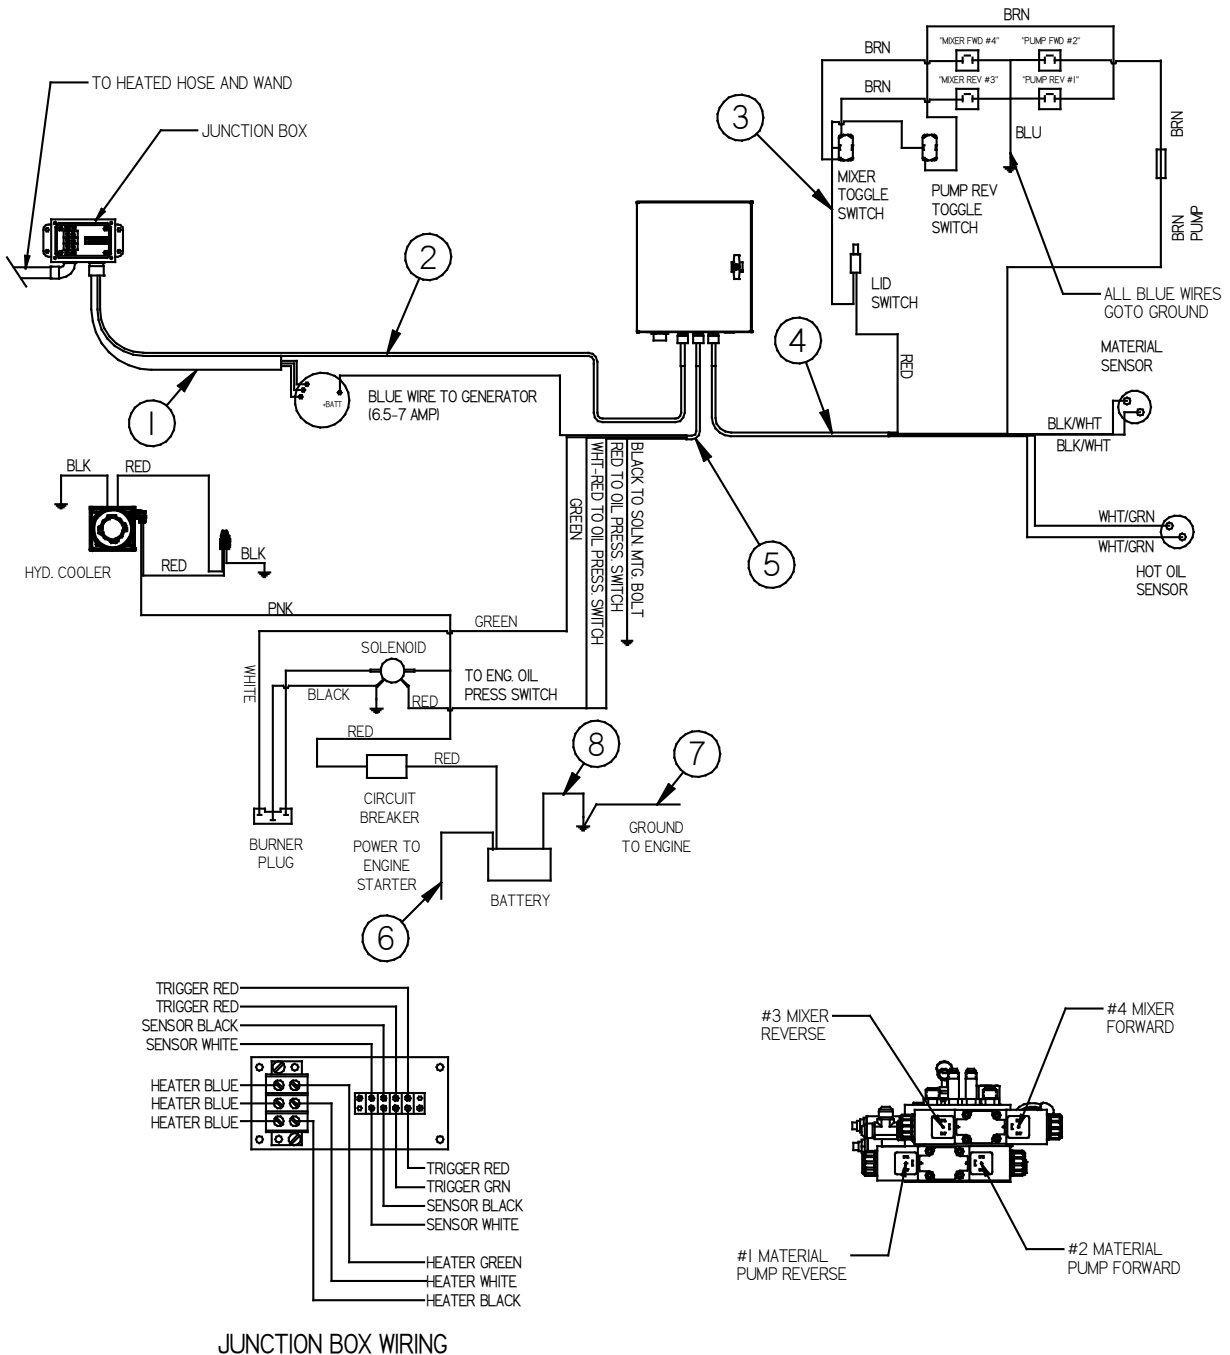 BRN
BRN
"MIXER FWD #4"
"PUMP FWD #2"
TO HEATED HOSE AND WAND
BRN
"MIXER REV #3"
"PUMP REV #1"
3
JUNCTION BOX
BLU
BRN
MIXER
TOGGLE
SWITCH
PUMP REV
TOGGLE
SWITCH
BRN
PUMP
2
LID
SWITCH
ALL BLUE WIRES
GOTO GROUND
4
RED
MATERIAL
SENSOR
1
+BATT
BLUE WIRE TO GENERATOR
(6.5-7 AMP)
BLK/WHT
BLK/WHT
BLK
RED
BLACK TO SOLN. MTG. BOLT
RED TO OIL PRESS. SWITCH
WHT-RED TO OIL PRESS. SWITCH
GREEN
5
WHT/GRN
WHT/GRN
HYD. COOLER
RED
BLK
HOT OIL
SENSOR
PNK
GREEN
SOLENOID
WHITE
BLACK
RED
TO ENG. OIL
PRESS SWITCH
RED
RED
8
7
CIRCUIT
BREAKER
GROUND
TO ENGINE
BURNER
PLUG
POWER TO
ENGINE
STARTER
BATTERY
6
TRIGGER RED
TRIGGER RED
SENSOR BLACK
SENSOR WHITE
HEATER BLUE
HEATER BLUE
HEATER BLUE
TRIGGER RED
TRIGGER GRN
SENSOR BLACK
SENSOR WHITE
HEATER GREEN
HEATER WHITE
HEATER BLACK
JUNCTION BOX WIRING
#3 MIXER
REVERSE
#4 MIXER
FORWARD
#1 MATERIAL
PUMP REVERSE
#2 MATERIAL
PUMP FORWARD